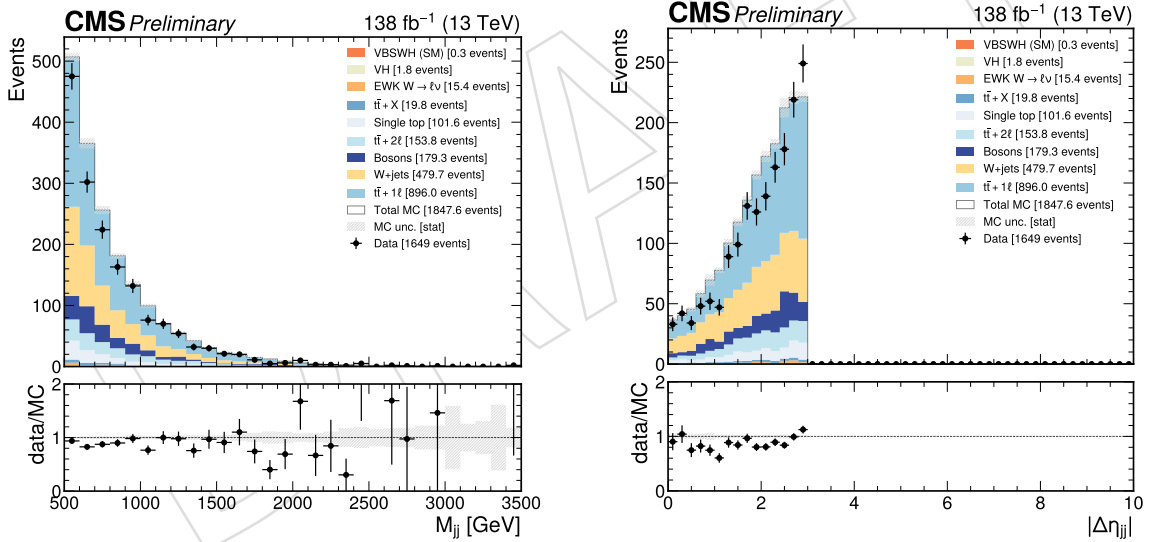 CMS Preliminary 138 fb⁻¹ (13 TeV)
Events
500
400
300
200
100
0
VBSWH (SM) [0.3 events]
VH [1.8 events]
EWK W → ℓν [15.4 events]
tt̄ + X [19.8 events]
Single top [101.6 events]
tt̄ + 2ℓ [153.8 events]
Bosons [179.3 events]
W+jets [479.7 events]
tt̄ + 1ℓ [896.0 events]
Total MC [1847.6 events]
MC unc. [stat]
Data [1649 events]
data/MC
2
1
0
500 1000 1500 2000 2500 3000 3500
M_jj [GeV]
CMS Preliminary 138 fb⁻¹ (13 TeV)
Events
250
200
150
100
50
0
VBSWH (SM) [0.3 events]
VH [1.8 events]
EWK W → ℓν [15.4 events]
tt̄ + X [19.8 events]
Single top [101.6 events]
tt̄ + 2ℓ [153.8 events]
Bosons [179.3 events]
W+jets [479.7 events]
tt̄ + 1ℓ [896.0 events]
Total MC [1847.6 events]
MC unc. [stat]
Data [1649 events]
data/MC
2
1
0
0 2 4 6 8 10
|Δη_jj|